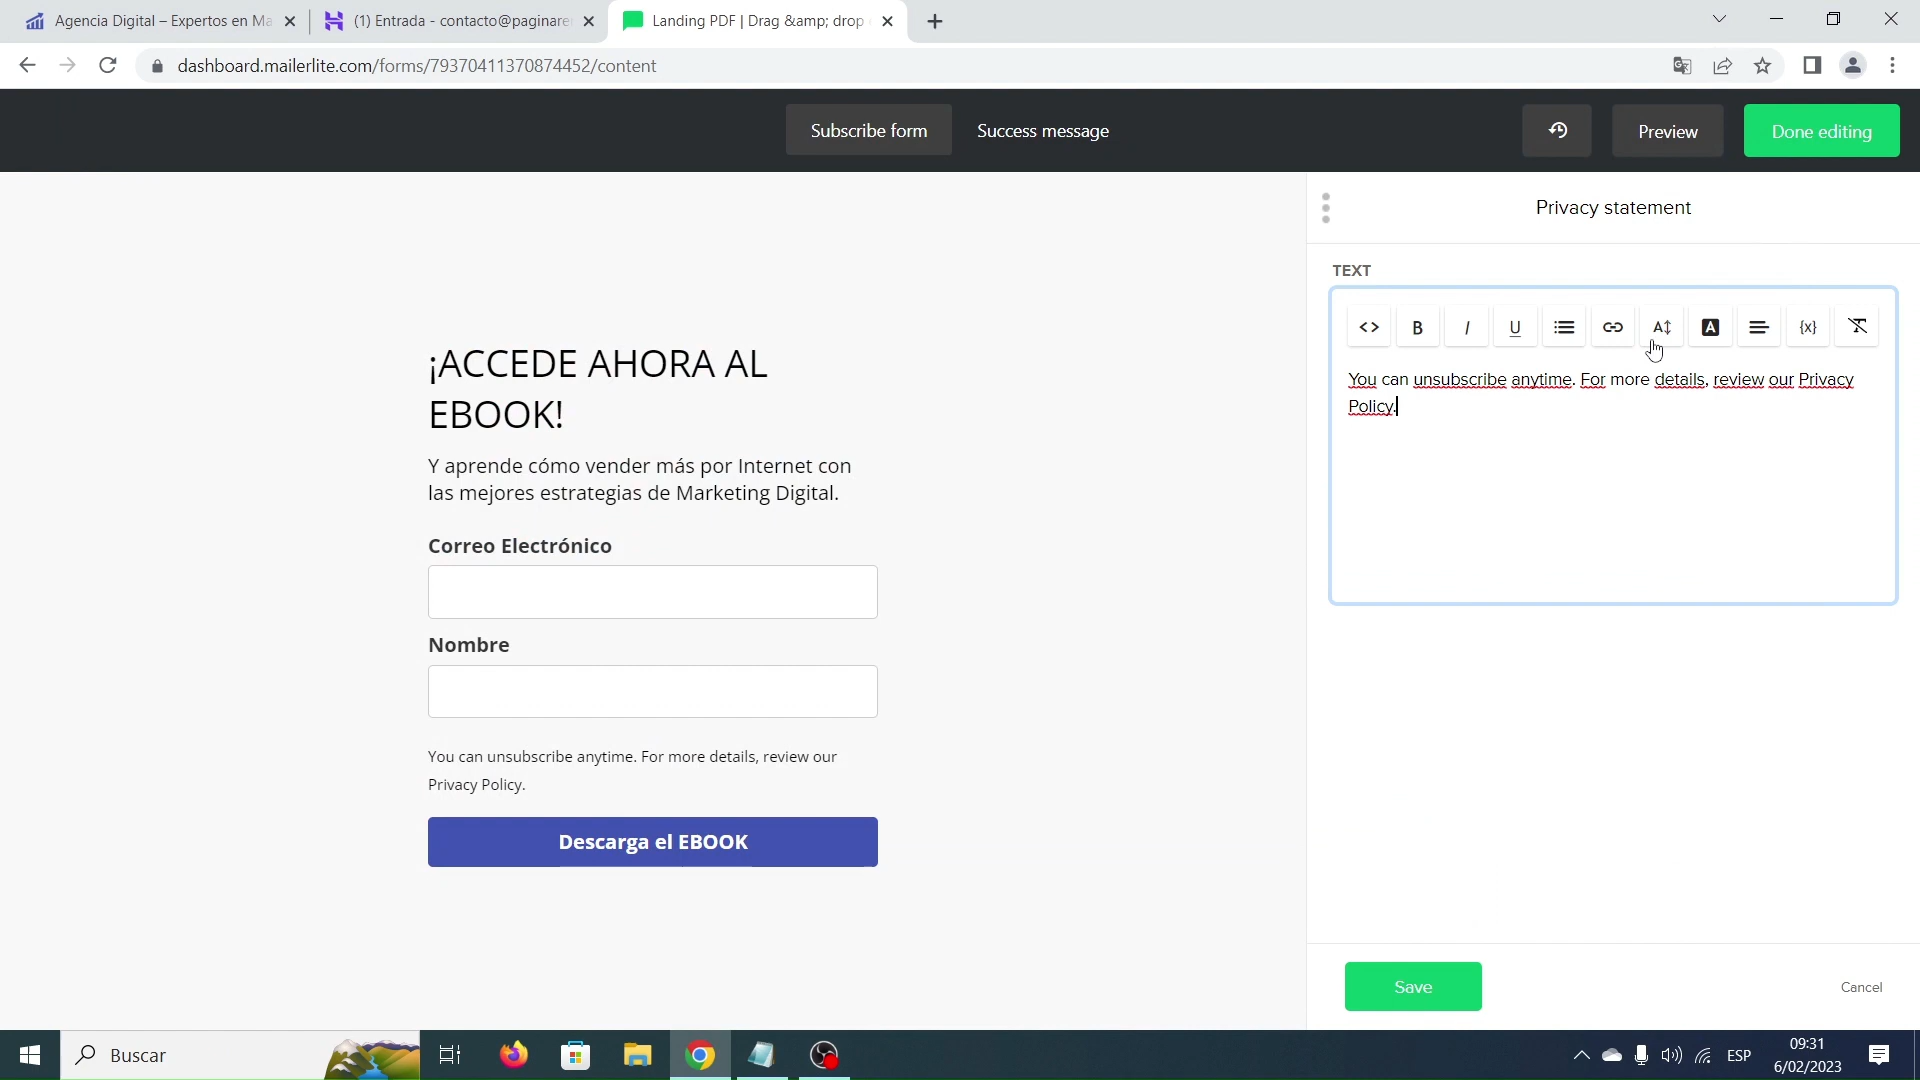 Agencia Digital – Expertos en Ma
(1) Entrada - contacto@paginare
Landing PDF | Drag &amp; drop
dashboard.mailerlite.com/forms/79370411370874452/content
Subscribe form
Success message
Preview
Done editing
Privacy statement
TEXT
B I U A A {x}
You can unsubscribe anytime. For more details, review our Privacy
Policy.
¡ACCEDE AHORA AL
EBOOK!
Y aprende cómo vender más por Internet con
las mejores estrategias de Marketing Digital.
Correo Electrónico
Nombre
You can unsubscribe anytime. For more details, review our
Privacy Policy.
Descarga el EBOOK
Save
Cancel
Buscar
ESP
09:31
6/02/2023